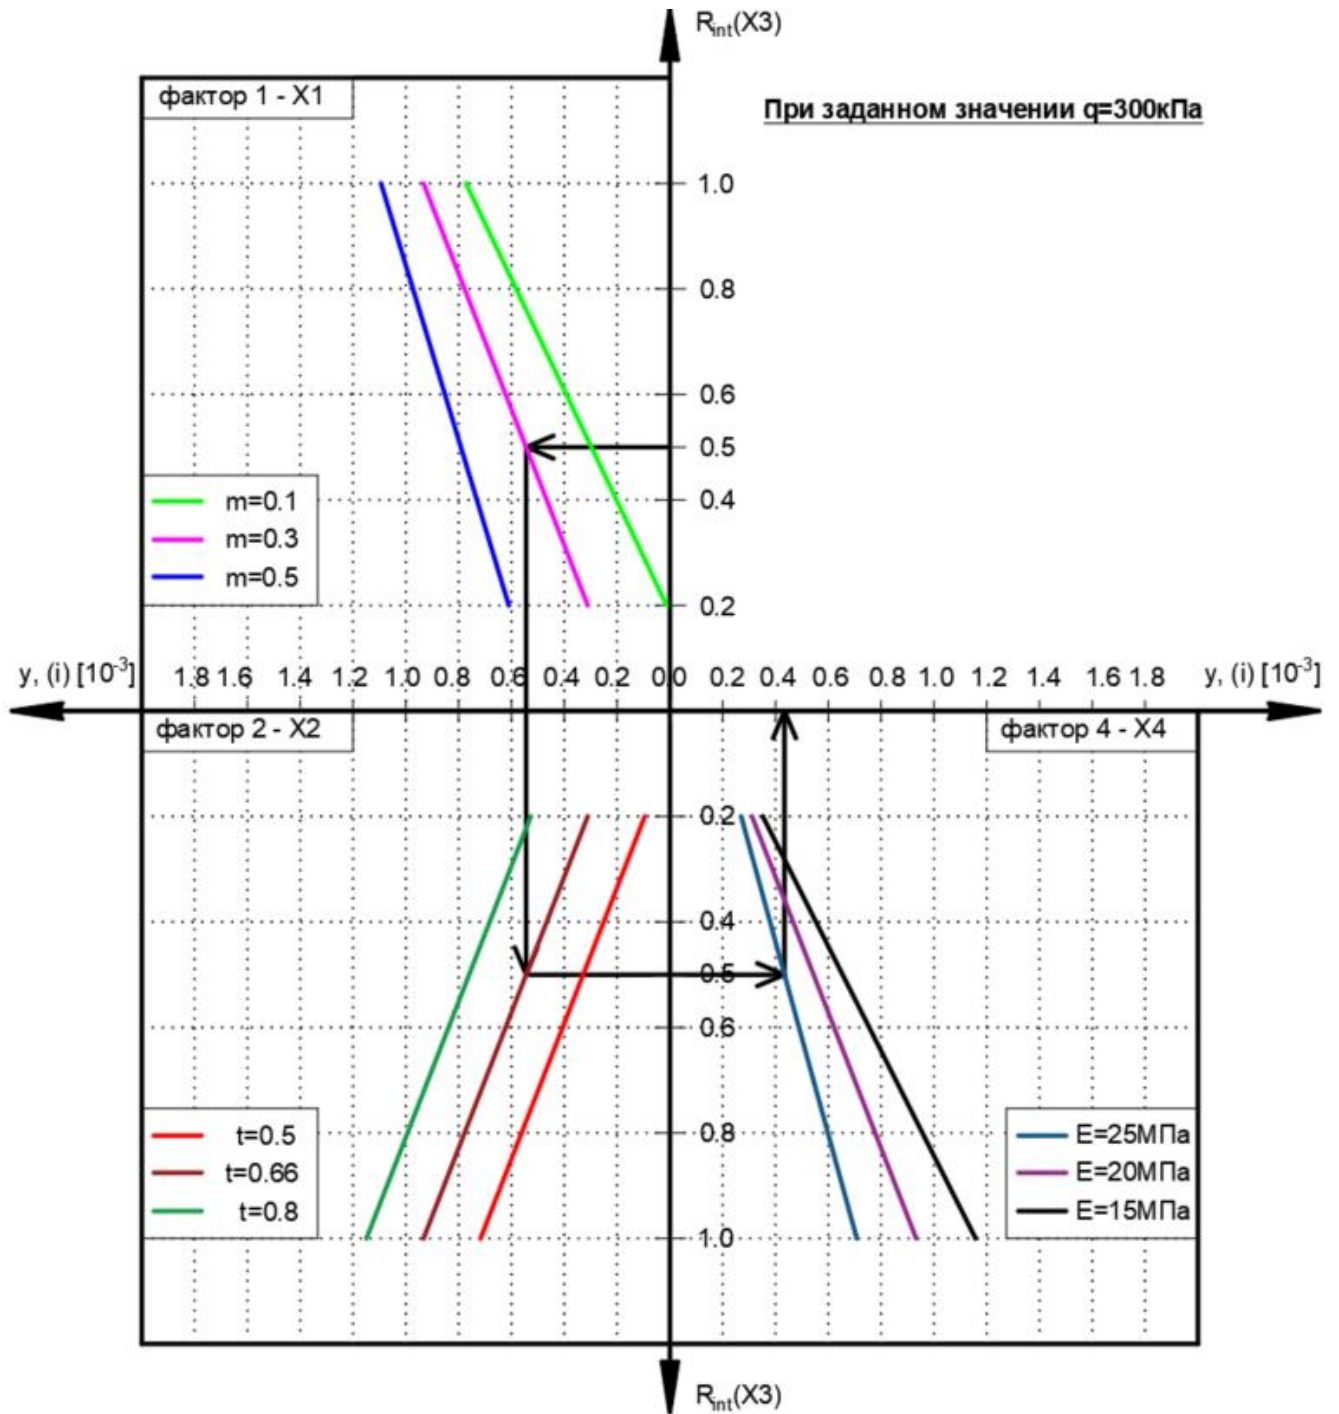 R_int(X3)
фактор 1 - X1
При заданном значении q=300кПа
1.0
0.8
0.6
0.5
0.4
0.2
m=0.1
m=0.3
m=0.5
y, (i) [10^-3] 1.8 1.6 1.4 1.2 1.0 0.8 0.6 0.4 0.2 0.0 0.2 0.4 0.6 0.8 1.0 1.2 1.4 1.6 1.8 y, (i) [10^-3]
фактор 2 - X2
фактор 4 - X4
0.2
0.4
0.5
0.6
0.8
1.0
t=0.5
t=0.66
t=0.8
E=25МПа
E=20МПа
E=15МПа
R_int(X3)